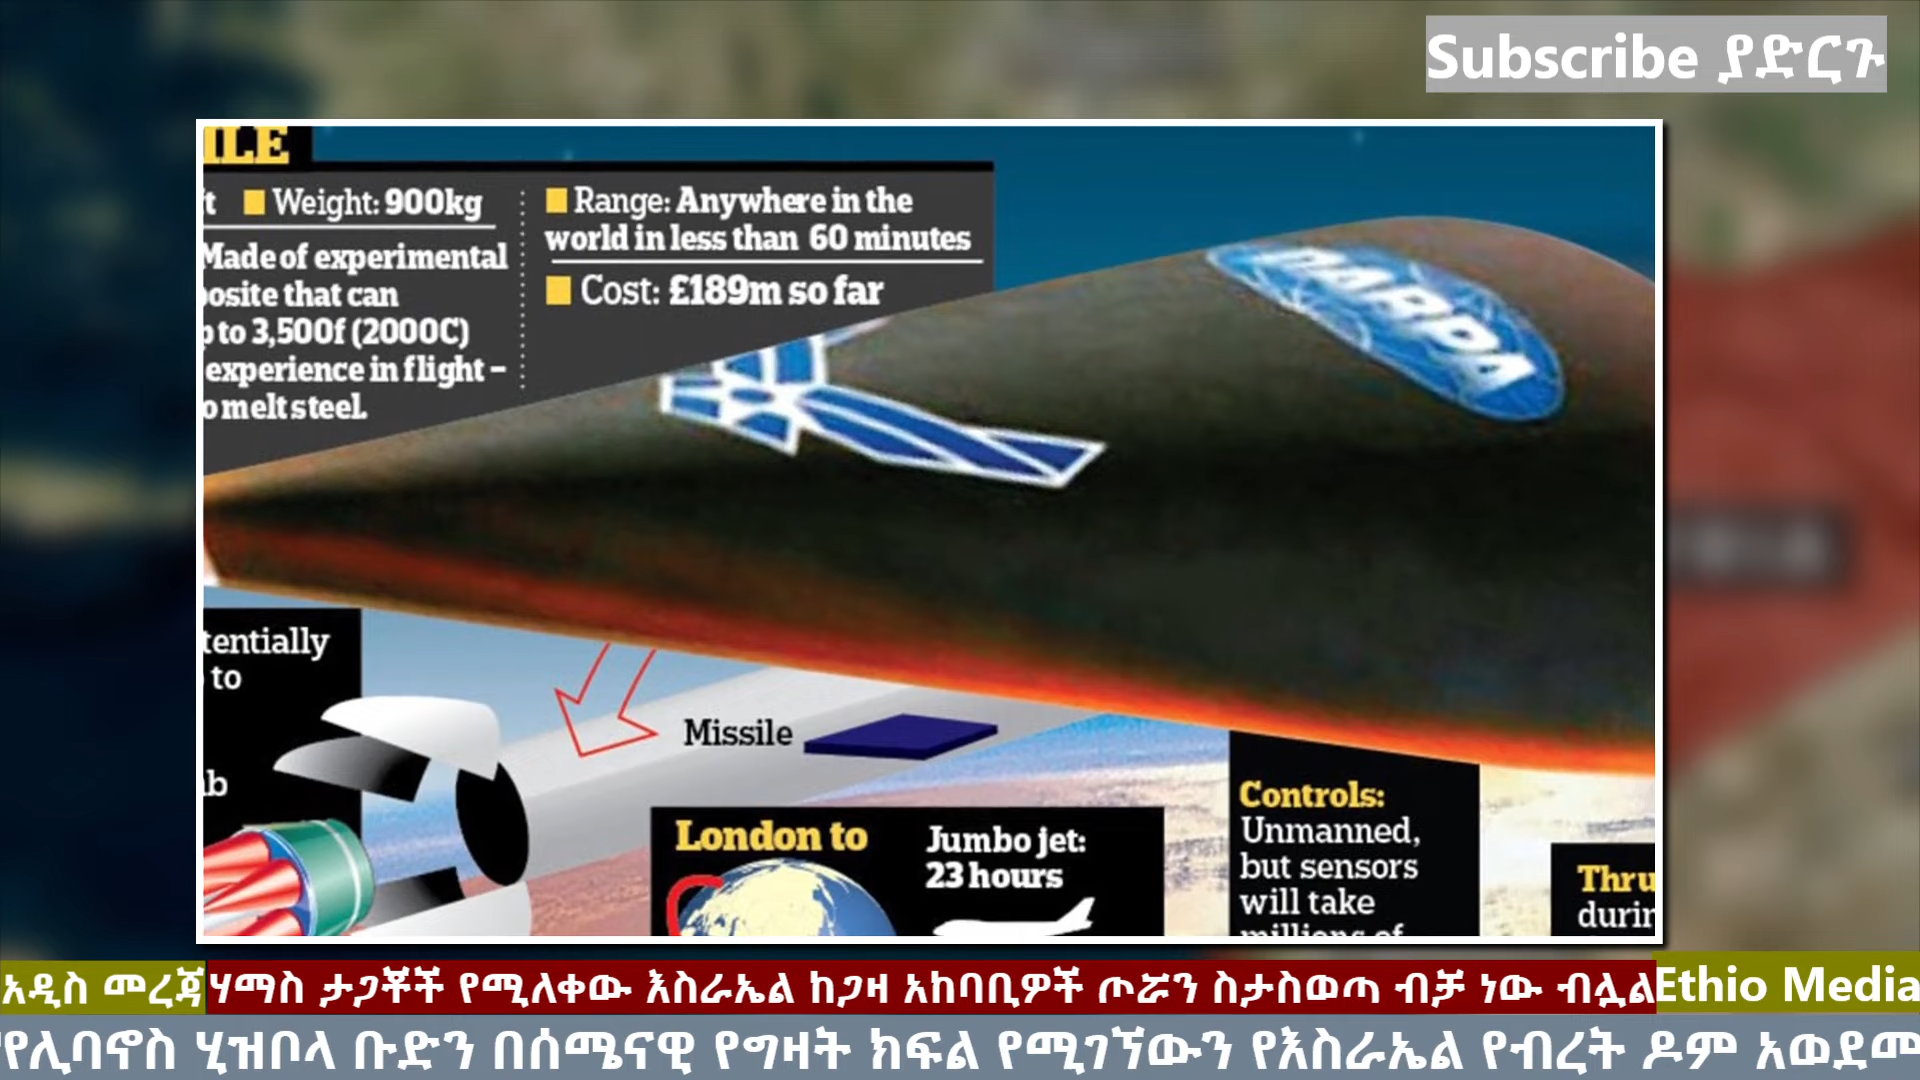 Subscribe ያድርጉ
ILE
Weight: 900kg
Made of experimental
posite that can
to 3,500f (2000C)
experience in flight –
melt steel.
Range: Anywhere in the
world in less than 60 minutes
Cost: £189m so far
DARPA
tentially
to
Missile
London to
Jumbo jet:
23 hours
Controls:
Unmanned,
but sensors
will take
millions of
Thru
durin
አዲስ መረጃ
ሃማስ ታጋቾች የሚለቀው እስራኤል ከጋዛ አከባቢዎች ጦሯን ስታስወጣ ብቻ ነው ብሏል
Ethio Media
የሊባኖስ ሂዝቦላ ቡድን በሰሜናዊ የግዛት ክፍል የሚገኘውን የእስራኤል የብረት ዶም አወደመ